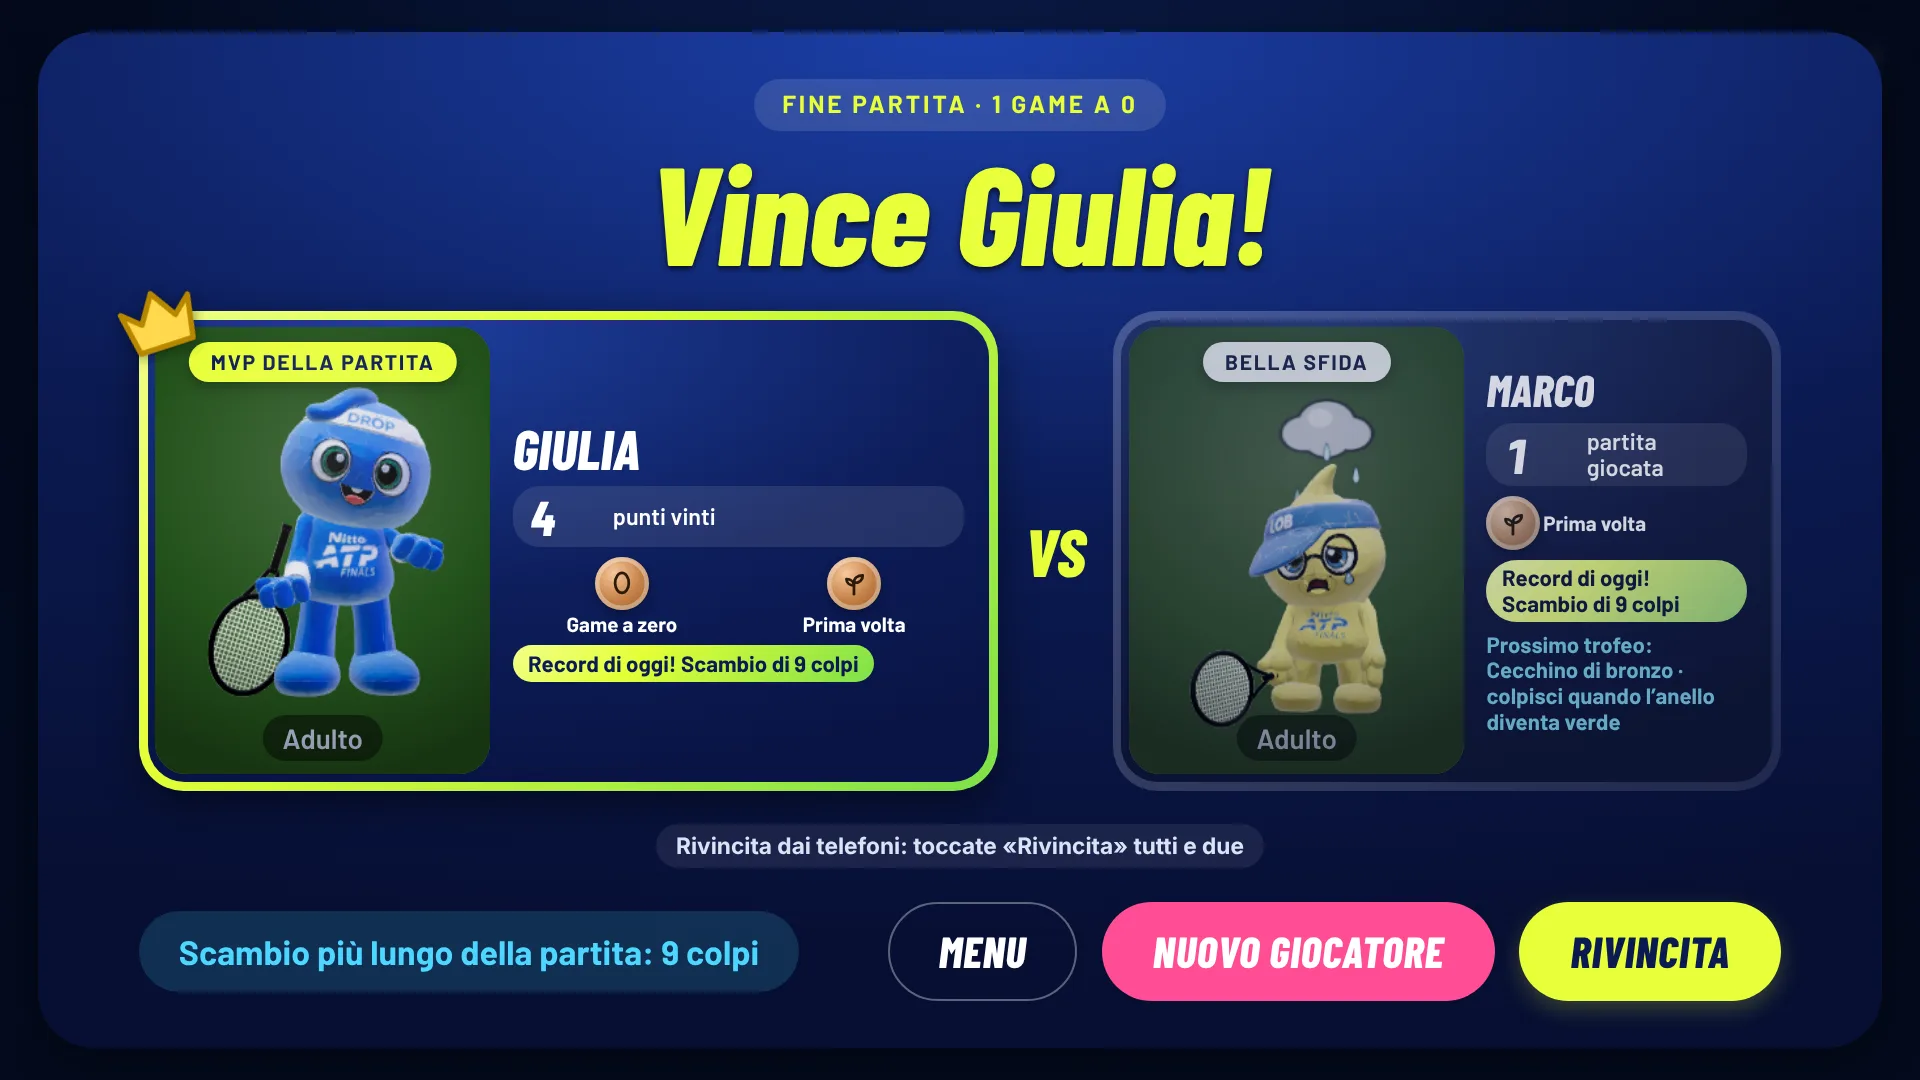 FINE PARTITA · 1 GAME A 0
Vince Giulia!
MVP DELLA PARTITA
DROP
Nitto
ATP
FINALS
Adulto
GIULIA
4 punti vinti
0
Game a zero
Prima volta
Record di oggi! Scambio di 9 colpi
VS
BELLA SFIDA
LOB
Nitto
ATP
FINALS
Adulto
MARCO
1 partita
giocata
Prima volta
Record di oggi!
Scambio di 9 colpi
Prossimo trofeo:
Cecchino di bronzo ·
colpisci quando l’anello
diventa verde
Rivincita dai telefoni: toccate «Rivincita» tutti e due
Scambio più lungo della partita: 9 colpi
MENU
NUOVO GIOCATORE
RIVINCITA